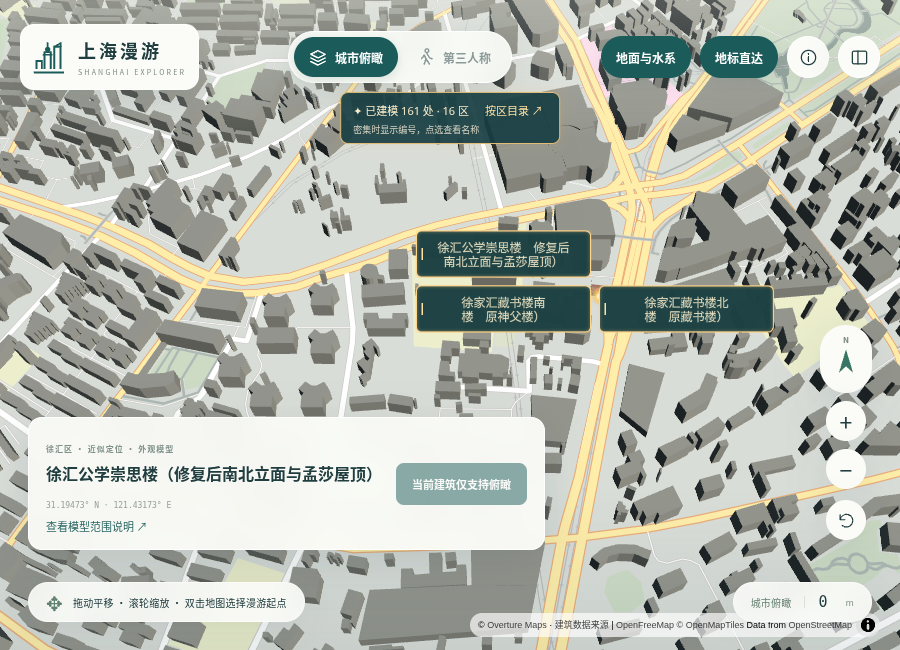 上海漫游
SHANGHAI EXPLORER
城市俯瞰
第三人称
地面与水系
地标直达
✦ 已建模 161 处 · 16 区 按区目录 ↗
密集时显示编号，点选查看名称
徐汇公学崇思楼 修复后
南北立面与孟莎屋顶）
徐家汇藏书楼南
楼 原神父楼）
徐家汇藏书楼北
楼 原藏书楼）
N
徐汇区 · 近似定位 · 外观模型
徐汇公学崇思楼（修复后南北立面与孟莎屋顶）
当前建筑仅支持俯瞰
31.19473° N · 121.43173° E
查看模型范围说明 ↗
拖动平移 · 滚轮缩放 · 双击地图选择漫游起点
城市俯瞰 0 m
© Overture Maps · 建筑数据来源 | OpenFreeMap © OpenMapTiles Data from OpenStreetMap